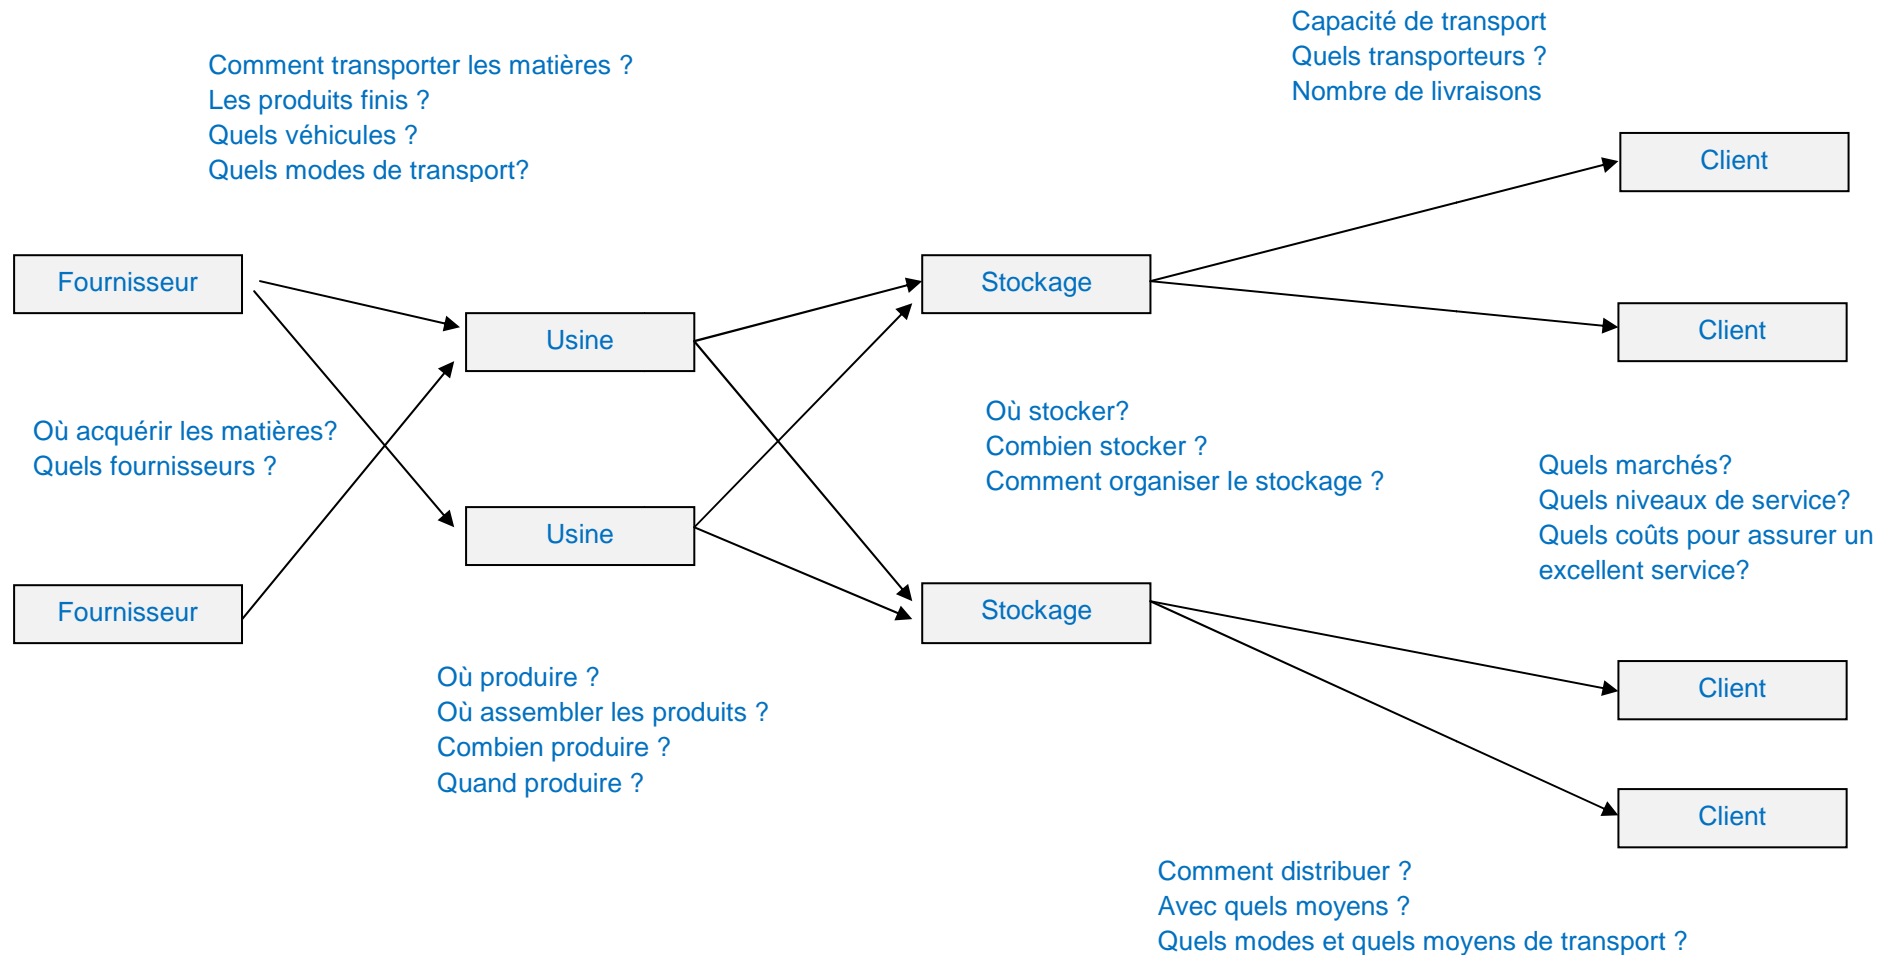 Capacité de transport
Quels transporteurs ?
Nombre de livraisons
Comment transporter les matières ?
Les produits finis ?
Quels véhicules ?
Quels modes de transport?
Client
Fournisseur
Stockage
Usine
Client
Où acquérir les matières?
Quels fournisseurs ?
Où stocker?
Combien stocker ?
Comment organiser le stockage ?
Quels marchés?
Quels niveaux de service?
Quels coûts pour assurer un
excellent service?
Usine
Fournisseur
Stockage
Où produire ?
Où assembler les produits ?
Combien produire ?
Quand produire ?
Client
Client
Comment distribuer ?
Avec quels moyens ?
Quels modes et quels moyens de transport ?